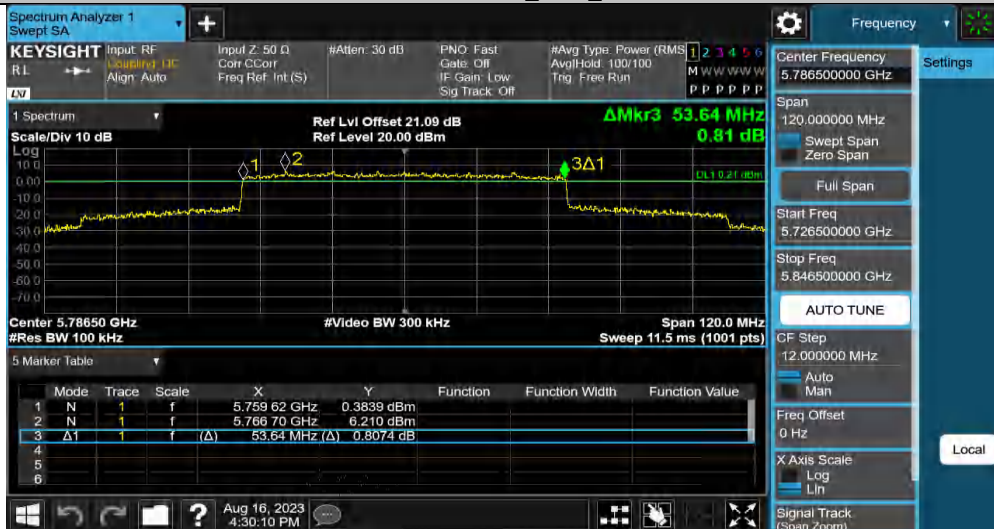 Spectrum Analyzer 1
Swept SA
Frequency
KEYSIGHT
RL
LXI
Input: RF
Coupling: DC
Align: Auto
Input Z: 50 Ω
Corr CCorr
Freq Ref: Int (S)
#Atten: 30 dB
PNO: Fast
Gate: Off
IF Gain: Low
Sig Track: Off
#Avg Type: Power (RMS
Avg|Hold: 100/100
Trig: Free Run
1 2 3 4 5 6
M W W W W W
P P P P P P
1 Spectrum
Scale/Div 10 dB
Ref Lvl Offset 21.09 dB
Ref Level 20.00 dBm
ΔMkr3 53.64 MHz
0.81 dB
Log
10.0
0.00
-10.0
-20.0
-30.0
-40.0
-50.0
-60.0
-70.0
1
2
3Δ1
DL1 0.21 dBm
Center 5.78650 GHz
#Res BW 100 kHz
#Video BW 300 kHz
Span 120.0 MHz
Sweep 11.5 ms (1001 pts)
5 Marker Table
Mode Trace Scale X Y Function Function Width Function Value
1 N 1 f 5.759 62 GHz 0.3839 dBm
2 N 1 f 5.766 70 GHz 6.210 dBm
3 Δ1 1 f (Δ) 53.64 MHz (Δ) 0.8074 dB
4
5
6
Aug 16, 2023
4:30:10 PM
Center Frequency
5.786500000 GHz
Span
120.000000 MHz
Swept Span
Zero Span
Full Span
Start Freq
5.726500000 GHz
Stop Freq
5.846500000 GHz
AUTO TUNE
CF Step
12.000000 MHz
Auto
Man
Freq Offset
0 Hz
X Axis Scale
Log
Lin
Signal Track
(Span Zoom)
Settings
Local